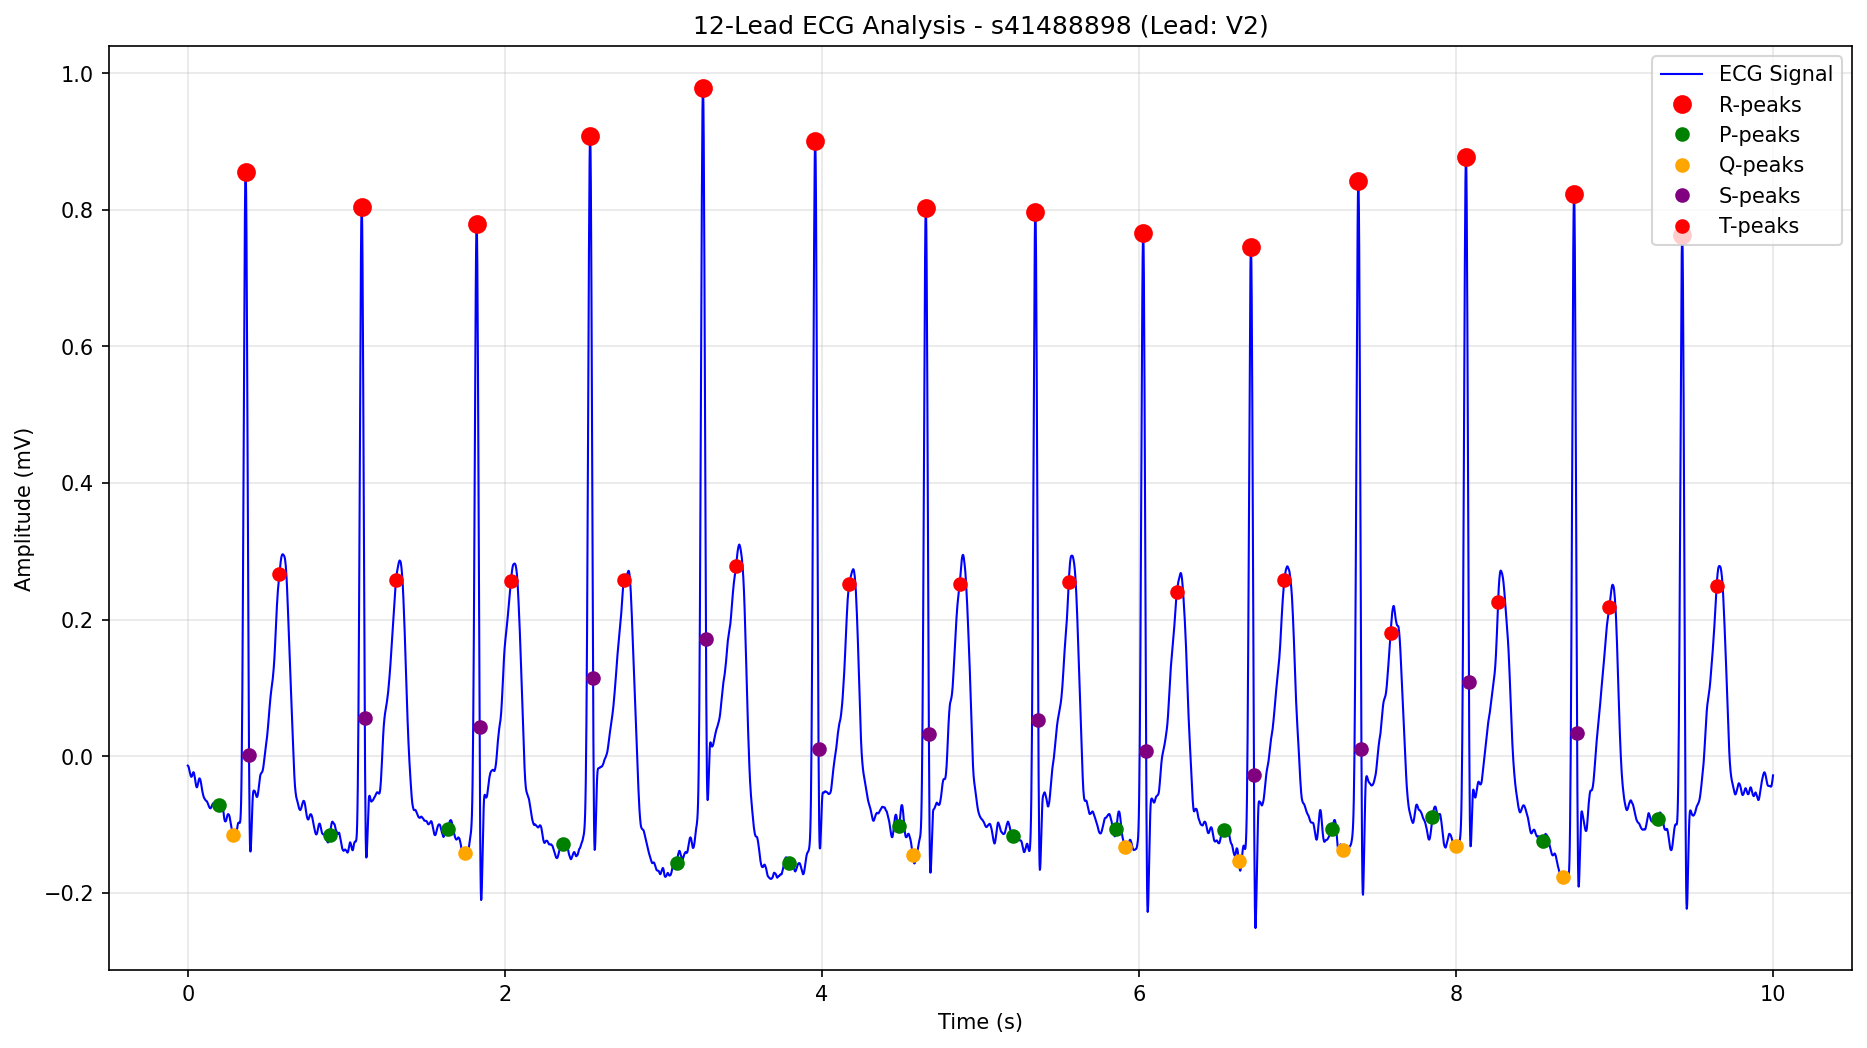 12-Lead ECG Analysis - s41488898 (Lead: V2)
ECG Signal
R-peaks
P-peaks
Q-peaks
S-peaks
T-peaks
Amplitude (mV)
1.0
0.8
0.6
0.4
0.2
0.0
−0.2
0 2 4 6 8 10
Time (s)